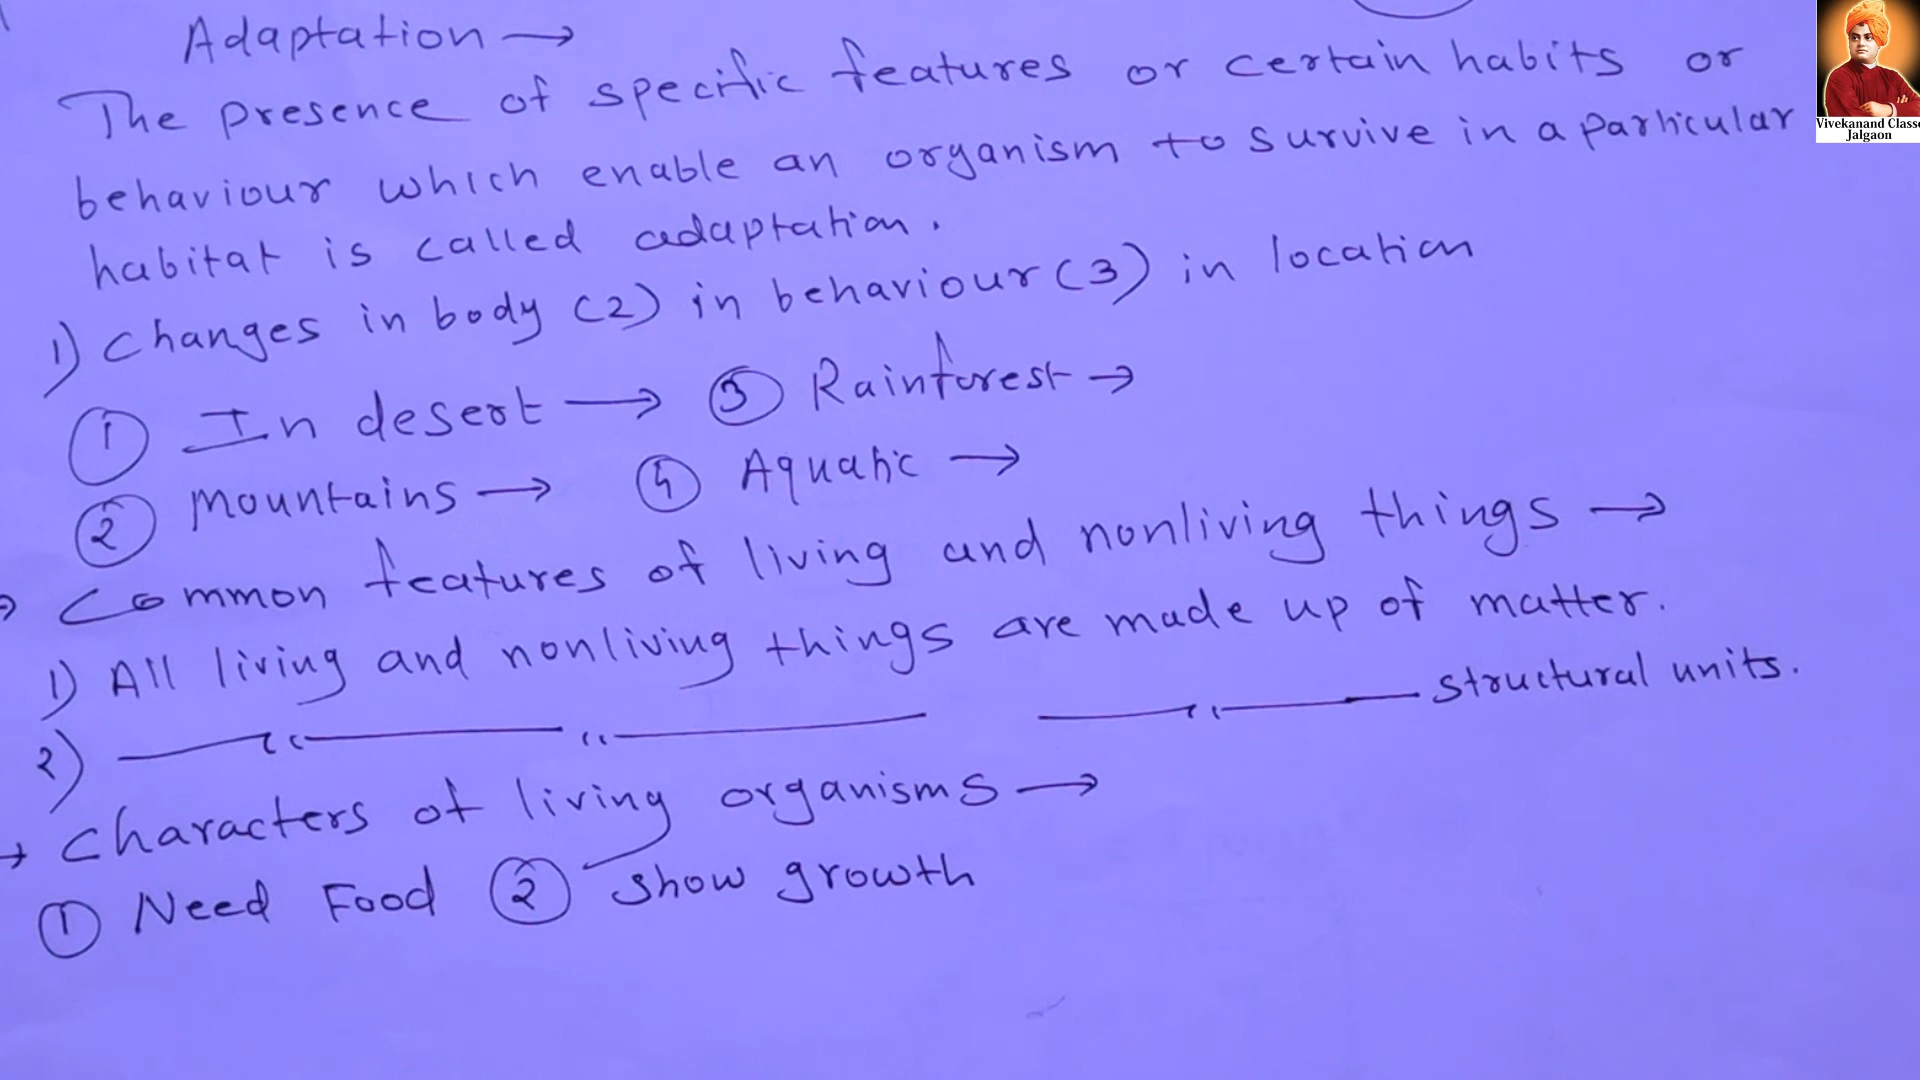 Adaptation →
The presence of specific features or certain habits or
behaviour which enable an organism to survive in a particular
habitat is called adaptation.
1) Changes in body (2) in behaviour (3) in location
① In desert → ③ Rainforest →
② Mountains → ④ Aquatic →
→ Common features of living and nonliving things →
1) All living and nonliving things are made up of matter.
2) —〃— —〃— —〃— structural units.
→ Characters of living organisms →
① Need Food ② Show growth
Vivekanand Classe
Jalgaon